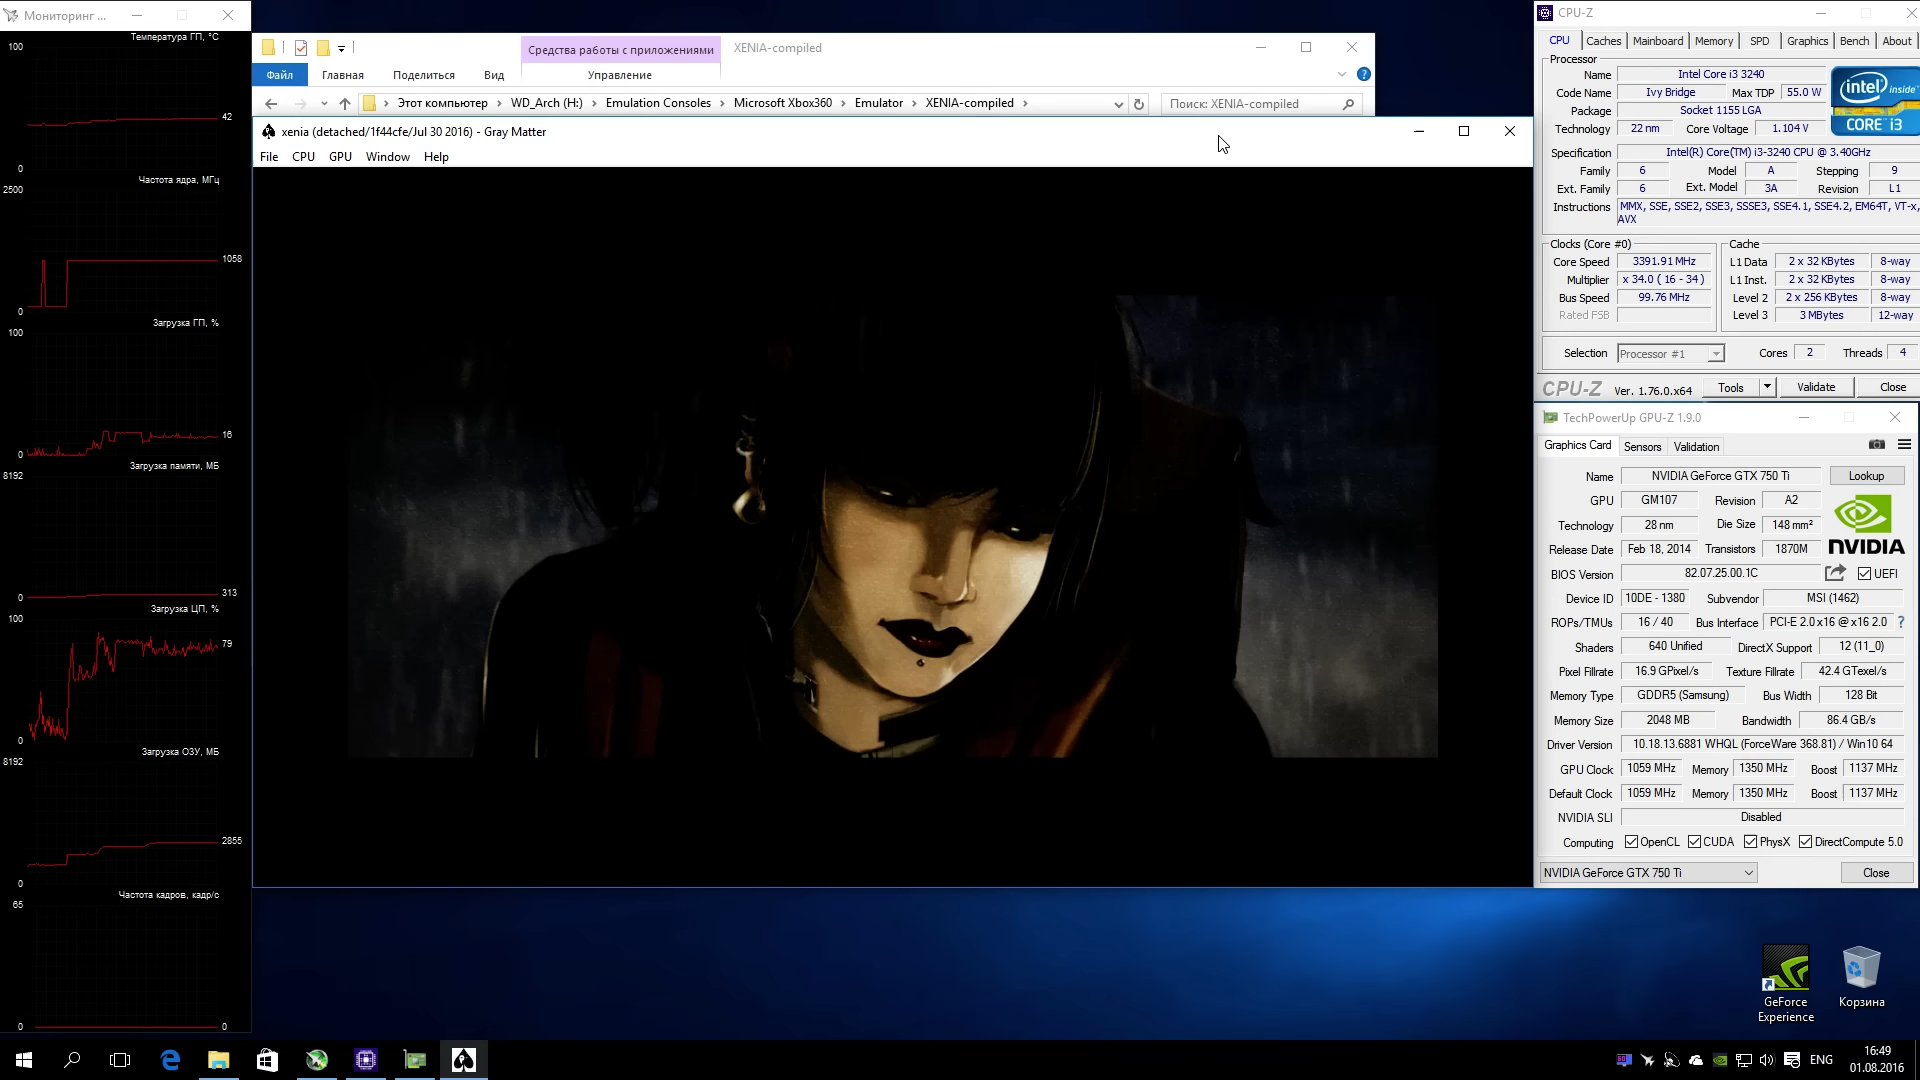 Мониторинг ...
Температура ГП, °C
100
42
0
Частота ядра, МГц
2500
1058
0
Загрузка ГП, %
100
16
0
Загрузка памяти, МБ
8192
313
0
Загрузка ЦП, %
100
79
0
Загрузка ОЗУ, МБ
8192
2855
0
Частота кадров, кадр/с
65
0
0
Средства работы с приложениями
XENIA-compiled
Файл
Главная
Поделиться
Вид
Управление
Этот компьютер
WD_Arch (H:)
Emulation Consoles
Microsoft Xbox360
Emulator
XENIA-compiled
Поиск: XENIA-compiled
xenia (detached/1f44cfe/Jul 30 2016) - Gray Matter
File CPU GPU Window Help
CPU-Z
CPU Caches Mainboard Memory SPD Graphics Bench About
Processor
Name Intel Core i3 3240
Code Name Ivy Bridge Max TDP 55.0 W
Package Socket 1155 LGA
Technology 22 nm Core Voltage 1.104 V
intel inside
CORE i3
Specification Intel(R) Core(TM) i3-3240 CPU @ 3.40GHz
Family 6 Model A Stepping 9
Ext. Family 6 Ext. Model 3A Revision L1
Instructions MMX, SSE, SSE2, SSE3, SSSE3, SSE4.1, SSE4.2, EM64T, VT-x,
AVX
Clocks (Core #0)
Core Speed 3391.91 MHz
Multiplier x 34.0 ( 16 - 34 )
Bus Speed 99.76 MHz
Rated FSB
Cache
L1 Data 2 x 32 KBytes 8-way
L1 Inst. 2 x 32 KBytes 8-way
Level 2 2 x 256 KBytes 8-way
Level 3 3 MBytes 12-way
Selection Processor #1 Cores 2 Threads 4
CPU-Z Ver. 1.76.0.x64 Tools Validate Close
TechPowerUp GPU-Z 1.9.0
Graphics Card Sensors Validation
Name NVIDIA GeForce GTX 750 Ti Lookup
GPU GM107 Revision A2
Technology 28 nm Die Size 148 mm²
Release Date Feb 18, 2014 Transistors 1870M
NVIDIA
BIOS Version 82.07.25.00.1C UEFI
Device ID 10DE - 1380 Subvendor MSI (1462)
ROPs/TMUs 16 / 40 Bus Interface PCI-E 2.0 x16 @ x16 2.0 ?
Shaders 640 Unified DirectX Support 12 (11_0)
Pixel Fillrate 16.9 GPixel/s Texture Fillrate 42.4 GTexel/s
Memory Type GDDR5 (Samsung) Bus Width 128 Bit
Memory Size 2048 MB Bandwidth 86.4 GB/s
Driver Version 10.18.13.6881 WHQL (ForceWare 368.81) / Win10 64
GPU Clock 1059 MHz Memory 1350 MHz Boost 1137 MHz
Default Clock 1059 MHz Memory 1350 MHz Boost 1137 MHz
NVIDIA SLI Disabled
Computing OpenCL CUDA PhysX DirectCompute 5.0
NVIDIA GeForce GTX 750 Ti Close
GeForce
Experience
Корзина
ENG
16:49
01.08.2016